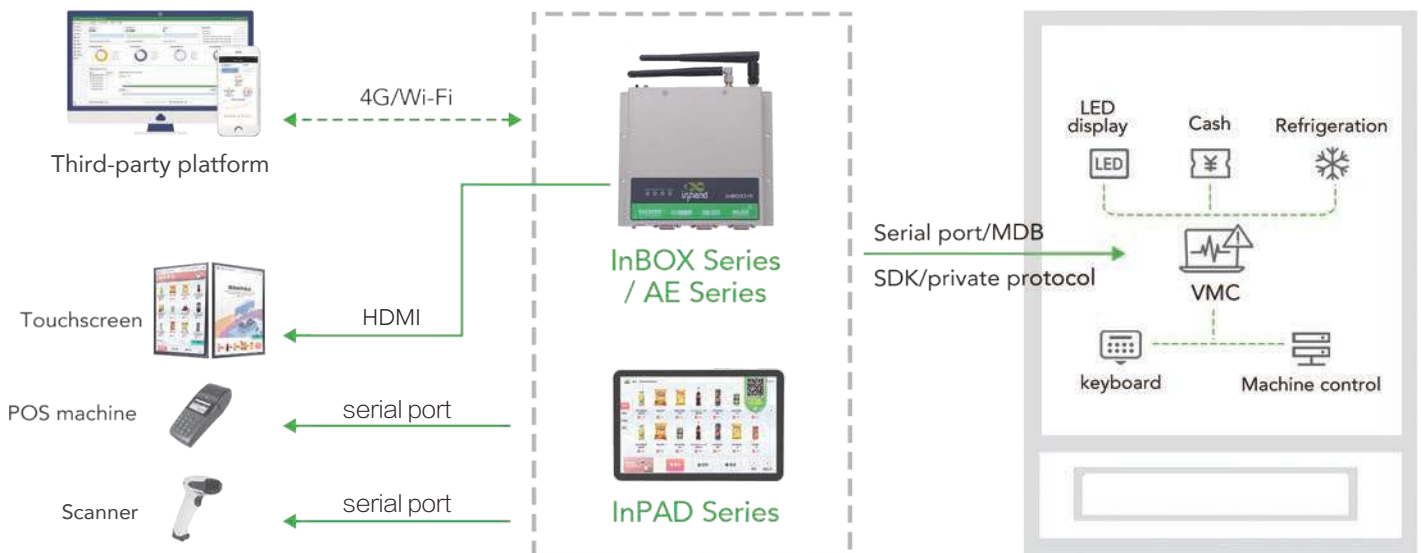 4G/Wi-Fi
Third-party platform
Touchscreen
HDMI
POS machine
serial port
Scanner
serial port
inhand
InBOX Series
/ AE Series
InPAD Series
Serial port/MDB
SDK/private protocol
LED
display
Cash
Refrigeration
LED
¥
VMC
keyboard
Machine control